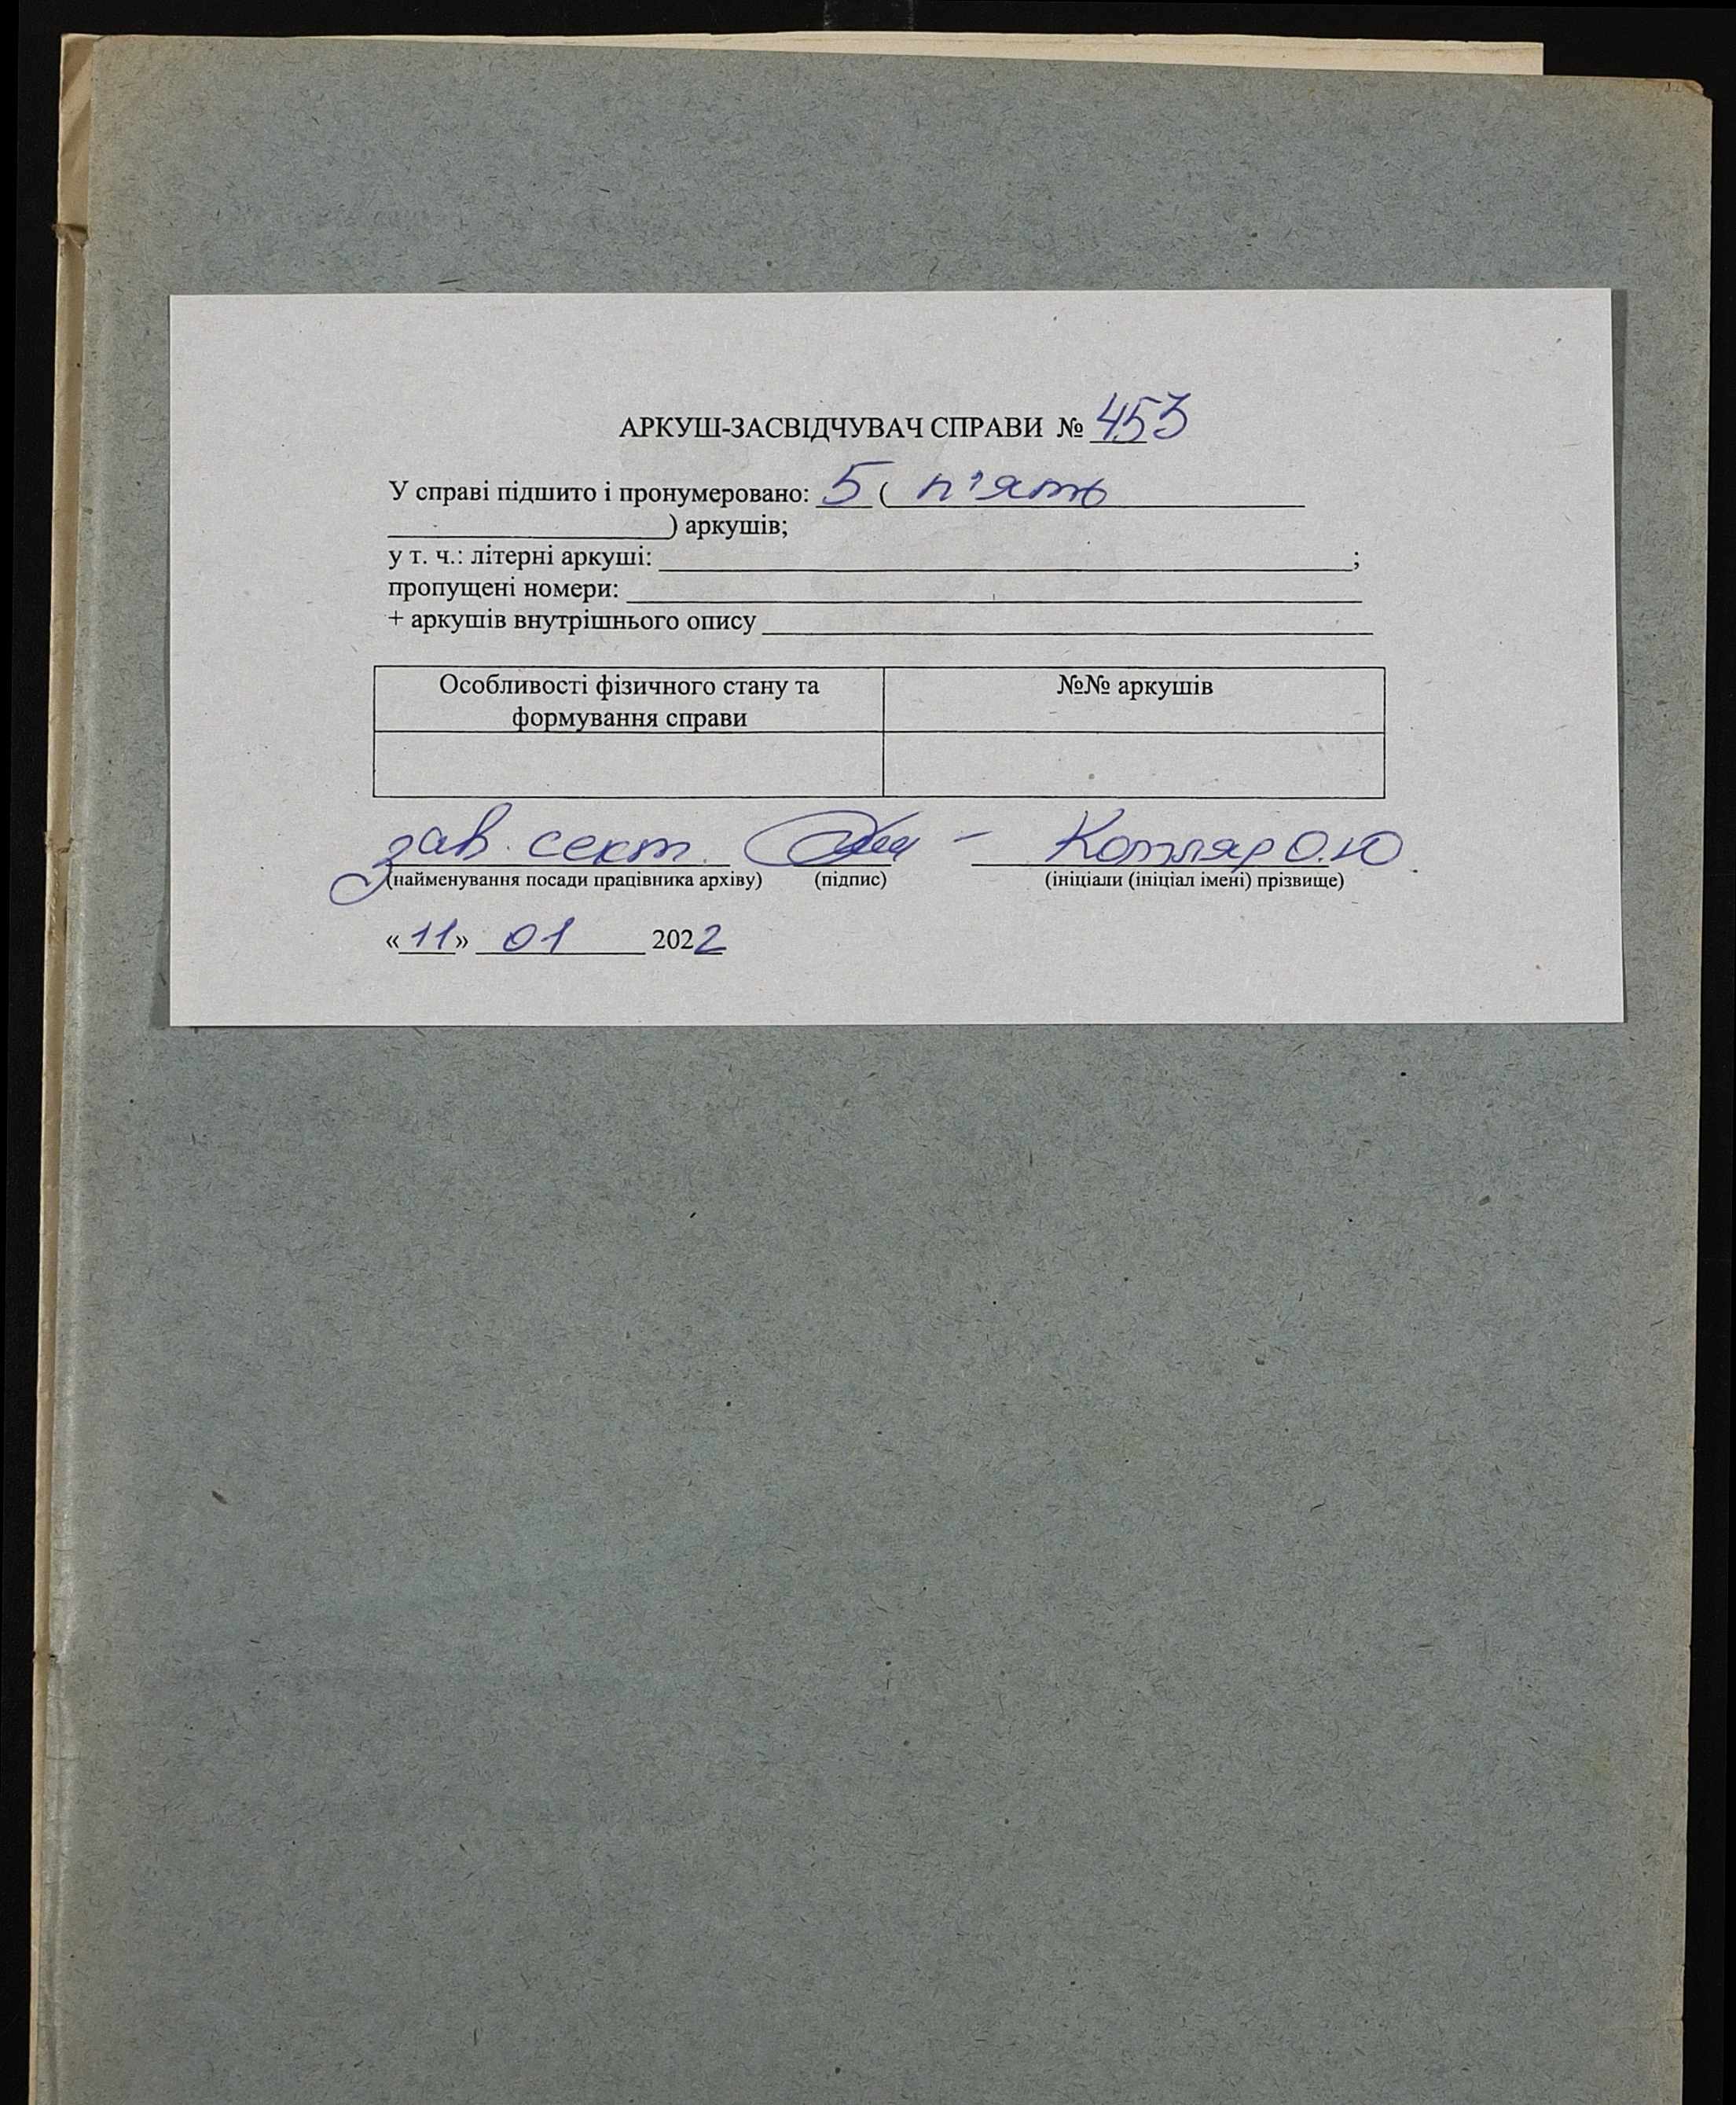 АРКУШ-ЗАСВІДЧУВАЧ СПРАВИ № 453
У справі підшито і пронумеровано: 5 ( п'ять
) аркушів;
у т. ч.: літерні аркуші: ;
пропущені номери:
+ аркушів внутрішнього опису
Особливості фізичного стану та формування справи №№ аркушів
зав. сект. Котляр О.Ю
(найменування посади працівника архіву) (підпис) (ініціали (ініціал імені) прізвище)
«11» 01 2022